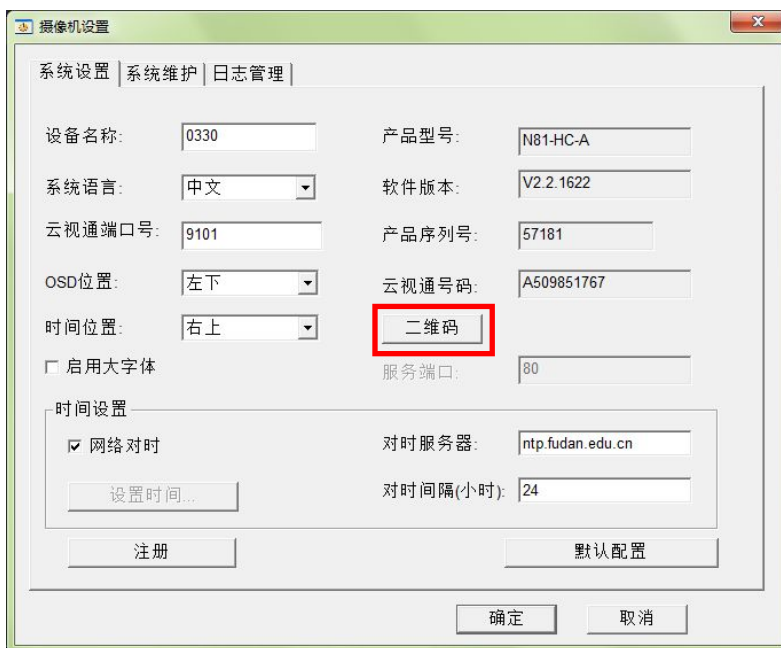 摄像机设置
系统设置 系统维护 日志管理
设备名称: 0330 产品型号: N81-HC-A
系统语言: 中文 软件版本: V2.2.1622
云视通端口号: 9101 产品序列号: 57181
OSD位置: 左下 云视通号码: A509851767
时间位置: 右上 二维码
启用大字体 服务端口: 80
时间设置
网络对时 对时服务器: ntp.fudan.edu.cn
设置时间... 对时间隔(小时): 24
注册 默认配置
确定 取消